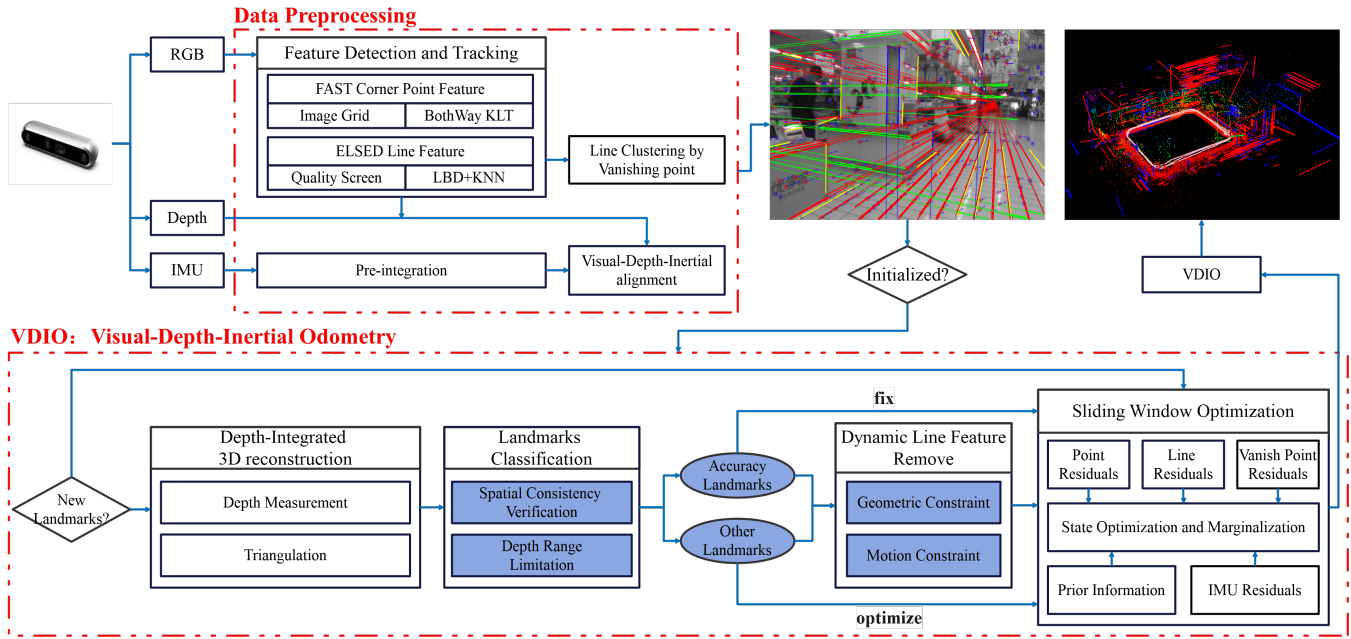 Data Preprocessing
RGB
Feature Detection and Tracking
FAST Corner Point Feature
Image Grid
BothWay KLT
ELSED Line Feature
Quality Screen
LBD+KNN
Line Clustering by
Vanishing point
Depth
IMU
Pre-integration
Visual-Depth-Inertial
alignment
Initialized?
VDIO
VDIO：Visual-Depth-Inertial Odometry
New
Landmarks?
Depth-Integrated
3D reconstruction
Depth Measurement
Triangulation
Landmarks
Classification
Spatial Consistency
Verification
Depth Range
Limitation
Accuracy
Landmarks
Other
Landmarks
fix
optimize
Dynamic Line Feature
Remove
Geometric Constraint
Motion Constraint
Sliding Window Optimization
Point
Residuals
Line
Residuals
Vanish Point
Residuals
State Optimization and Marginalization
Prior Information
IMU Residuals